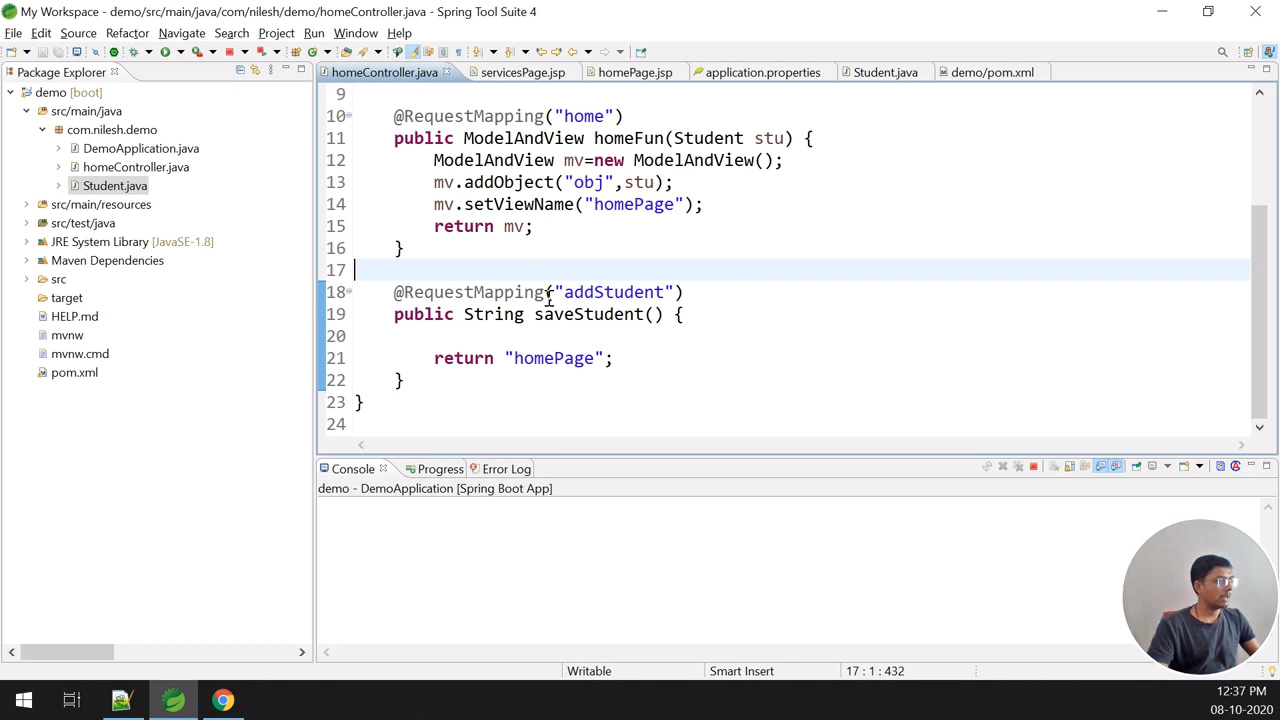 My Workspace - demo/src/main/java/com/nilesh/demo/homeController.java - Spring Tool Suite 4
File Edit Source Refactor Navigate Search Project Run Window Help
Package Explorer
homeController.java servicesPage.jsp homePage.jsp application.properties Student.java demo/pom.xml
demo [boot]
src/main/java
com.nilesh.demo
DemoApplication.java
homeController.java
Student.java
src/main/resources
src/test/java
JRE System Library [JavaSE-1.8]
Maven Dependencies
src
target
HELP.md
mvnw
mvnw.cmd
pom.xml
9
10 @RequestMapping("home")
11 public ModelAndView homeFun(Student stu) {
12 ModelAndView mv=new ModelAndView();
13 mv.addObject("obj",stu);
14 mv.setViewName("homePage");
15 return mv;
16 }
17
18 @RequestMapping("addStudent")
19 public String saveStudent() {
20
21 return "homePage";
22 }
23 }
24
Console Progress Error Log
demo - DemoApplication [Spring Boot App]
Writable Smart Insert 17 : 1 : 432
12:37 PM
08-10-2020